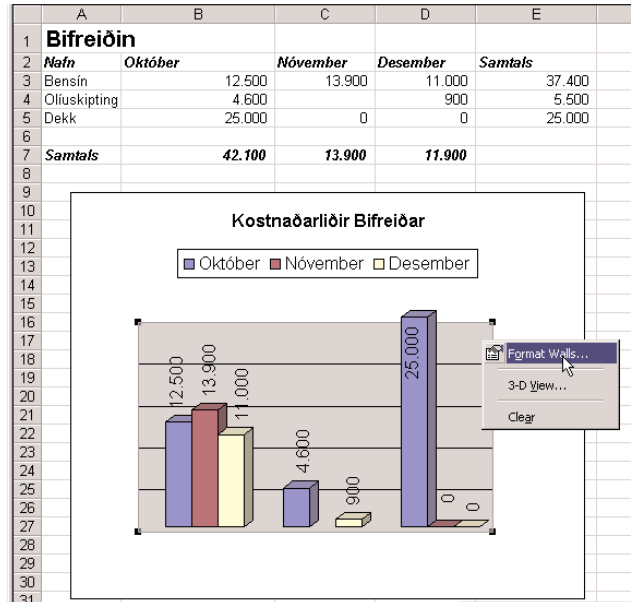 A B C D E
1 Bifreiðin
2 Nafn Október Nóvember Desember Samtals
3 Bensín 12.500 13.900 11.000 37.400
4 Olíuskipting 4.600 900 5.500
5 Dekk 25.000 0 0 25.000
6
7 Samtals 42.100 13.900 11.900
8
9
10
Kostnaðarliðir Bifreiðar
11
12
Október Nóvember Desember
13
14
15
16
17
Format Walls...
18
3-D View...
19
20
Clear
21
22
23
24
25
26
27
28
29
30
31
12.500 13.900 11.000 4.600 900 25.000 0 0